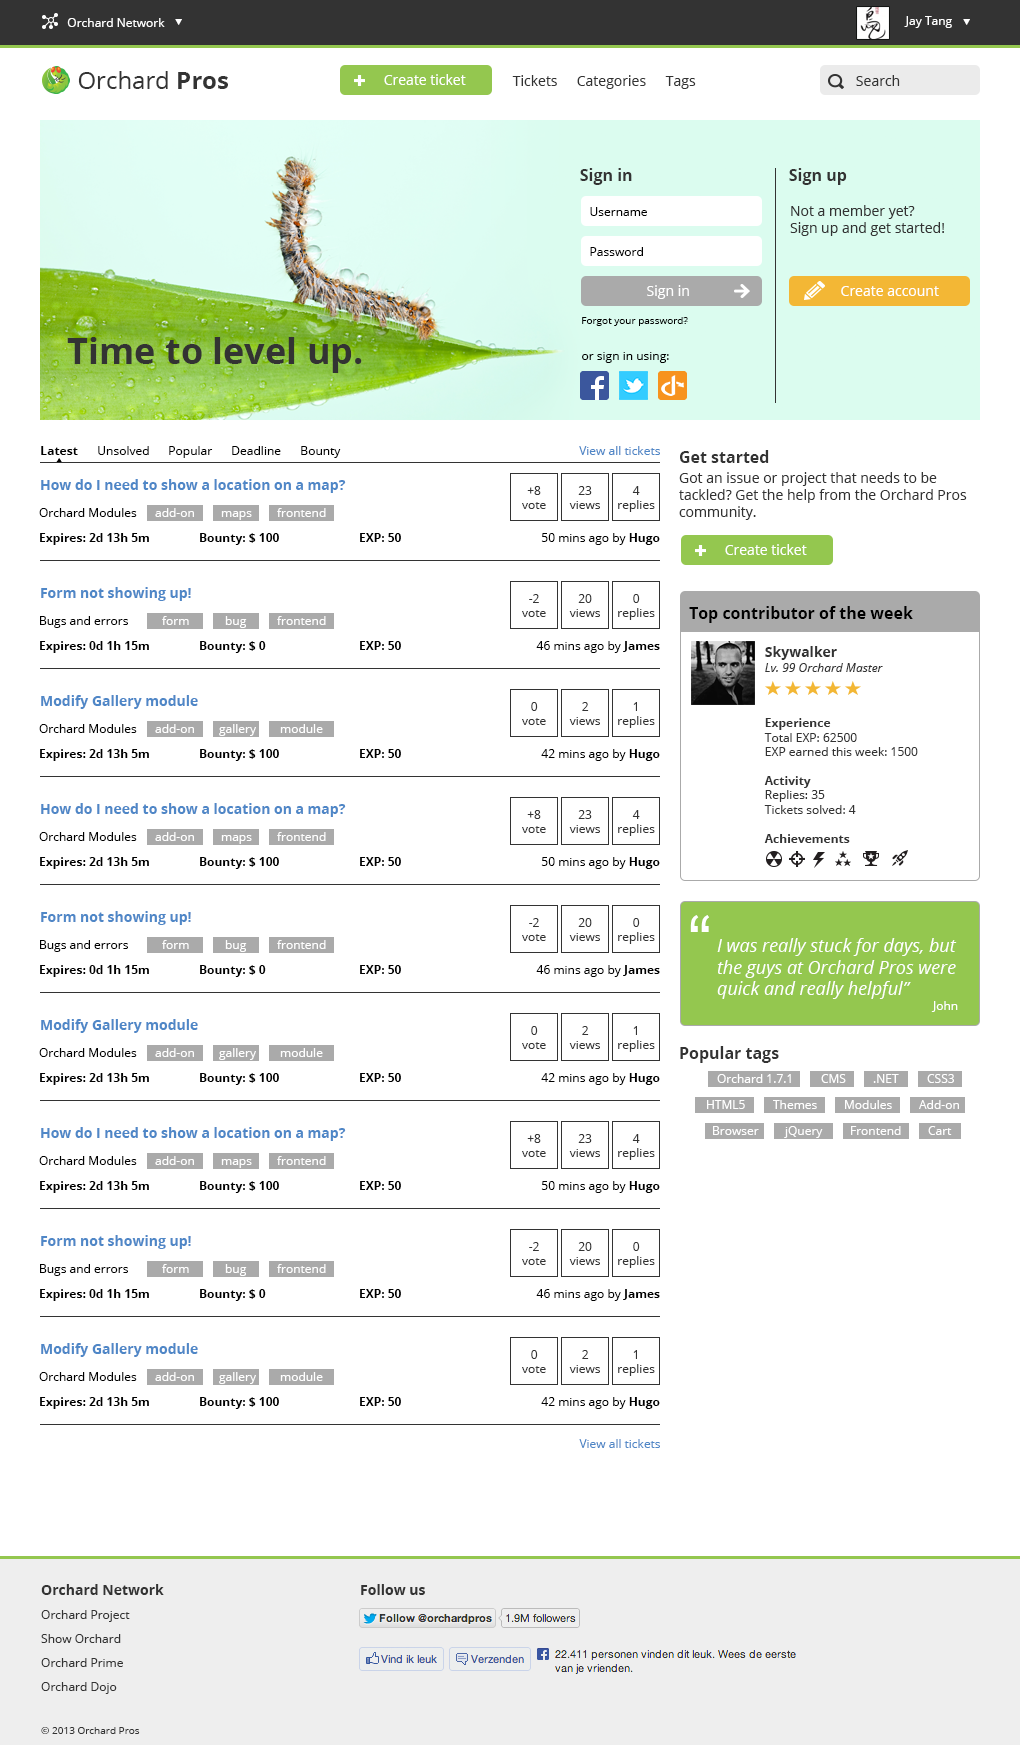 Orchard Network
Jay Tang
Orchard Pros
Create ticket
Tickets
Categories
Tags
Search
Time to level up.
Sign in
Username
Password
Sign in
Forgot your password?
or sign in using:
Sign up
Not a member yet?
Sign up and get started!
Create account
Latest Unsolved Popular Deadline Bounty View all tickets
How do I need to show a location on a map?
Orchard Modules add-on maps frontend
+8 vote 23 views 4 replies
Expires: 2d 13h 5m Bounty: $ 100 EXP: 50 50 mins ago by Hugo
Form not showing up!
Bugs and errors form bug frontend
-2 vote 20 views 0 replies
Expires: 0d 1h 15m Bounty: $ 0 EXP: 50 46 mins ago by James
Modify Gallery module
Orchard Modules add-on gallery module
0 vote 2 views 1 replies
Expires: 2d 13h 5m Bounty: $ 100 EXP: 50 42 mins ago by Hugo
How do I need to show a location on a map?
Orchard Modules add-on maps frontend
+8 vote 23 views 4 replies
Expires: 2d 13h 5m Bounty: $ 100 EXP: 50 50 mins ago by Hugo
Form not showing up!
Bugs and errors form bug frontend
-2 vote 20 views 0 replies
Expires: 0d 1h 15m Bounty: $ 0 EXP: 50 46 mins ago by James
Modify Gallery module
Orchard Modules add-on gallery module
0 vote 2 views 1 replies
Expires: 2d 13h 5m Bounty: $ 100 EXP: 50 42 mins ago by Hugo
How do I need to show a location on a map?
Orchard Modules add-on maps frontend
+8 vote 23 views 4 replies
Expires: 2d 13h 5m Bounty: $ 100 EXP: 50 50 mins ago by Hugo
Form not showing up!
Bugs and errors form bug frontend
-2 vote 20 views 0 replies
Expires: 0d 1h 15m Bounty: $ 0 EXP: 50 46 mins ago by James
Modify Gallery module
Orchard Modules add-on gallery module
0 vote 2 views 1 replies
Expires: 2d 13h 5m Bounty: $ 100 EXP: 50 42 mins ago by Hugo
View all tickets
Get started
Got an issue or project that needs to be
tackled? Get the help from the Orchard Pros
community.
Create ticket
Top contributor of the week
Skywalker
Lv. 99 Orchard Master
Experience
Total EXP: 62500
EXP earned this week: 1500
Activity
Replies: 35
Tickets solved: 4
Achievements
“
I was really stuck for days, but
the guys at Orchard Pros were
quick and really helpful”
John
Popular tags
Orchard 1.7.1 CMS .NET CSS3
HTML5 Themes Modules Add-on
Browser jQuery Frontend Cart
Orchard Network
Orchard Project
Show Orchard
Orchard Prime
Orchard Dojo
Follow us
Follow @orchardpros 1.9M followers
Vind ik leuk Verzenden 22.411 personen vinden dit leuk. Wees de eerste
van je vrienden.
© 2013 Orchard Pros